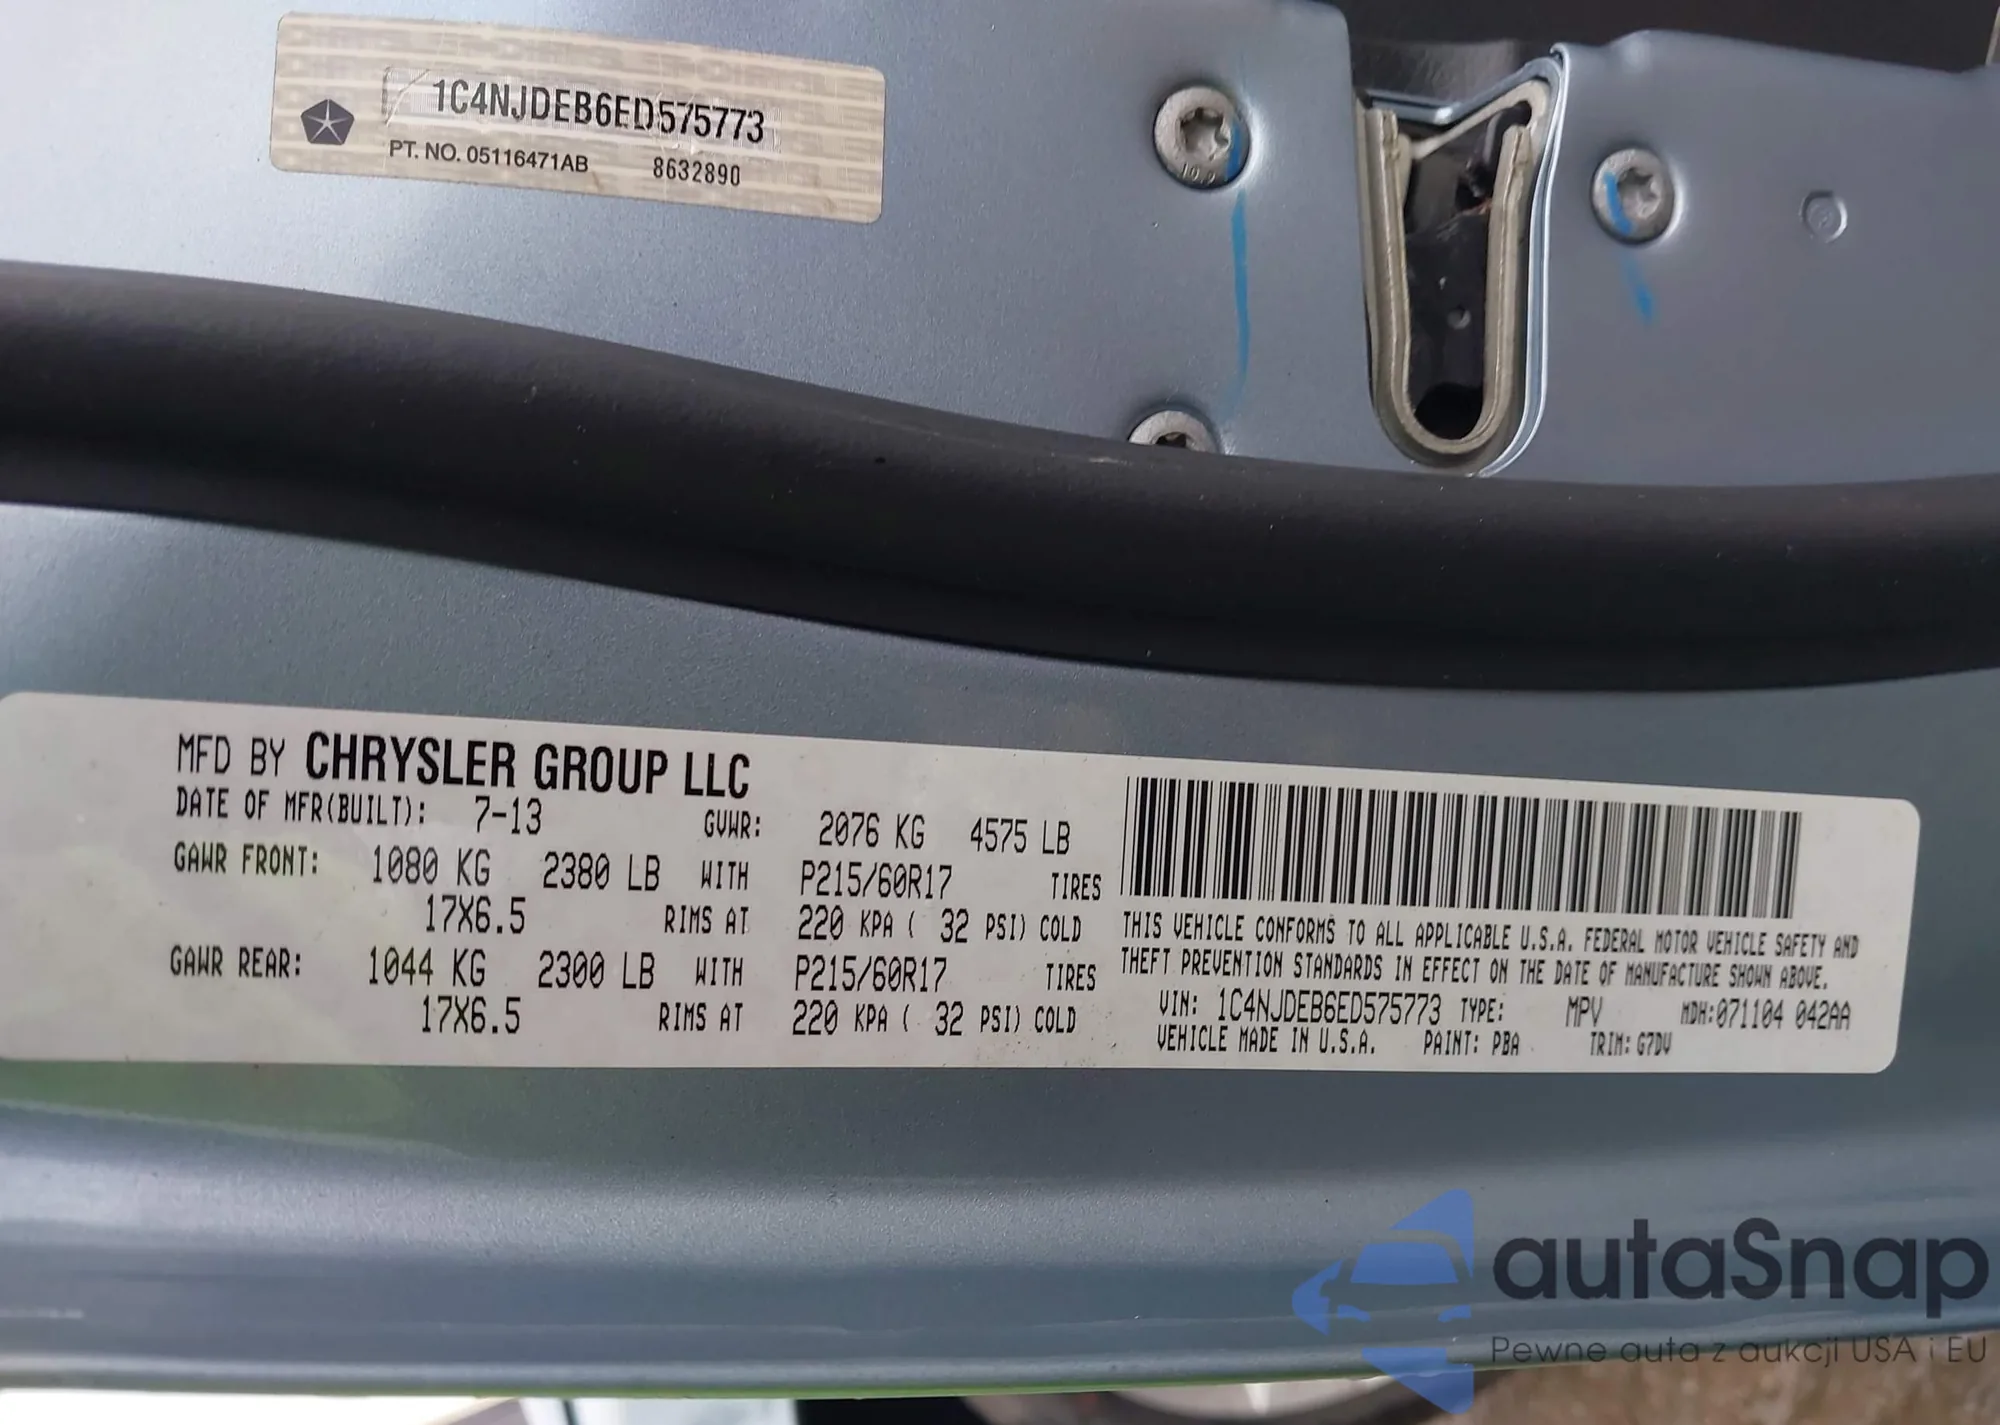 1C4NJDEB6ED575773
PT. NO. 05116471AB 8632890
10.9
MFD BY CHRYSLER GROUP LLC
DATE OF MFR(BUILT): 7-13 GVWR: 2076 KG 4575 LB
GAWR FRONT: 1080 KG 2380 LB WITH P215/60R17 TIRES
17X6.5 RIMS AT 220 KPA ( 32 PSI) COLD
GAWR REAR: 1044 KG 2300 LB WITH P215/60R17 TIRES
17X6.5 RIMS AT 220 KPA ( 32 PSI) COLD
THIS VEHICLE CONFORMS TO ALL APPLICABLE U.S.A. FEDERAL MOTOR VEHICLE SAFETY AND
THEFT PREVENTION STANDARDS IN EFFECT ON THE DATE OF MANUFACTURE SHOWN ABOVE.
VIN: 1C4NJDEB6ED575773 TYPE: MPV MDH:071104 042AA
VEHICLE MADE IN U.S.A. PAINT: PBA TRIM: G7DV
autaSnap
Pewne auta z aukcji USA i EU